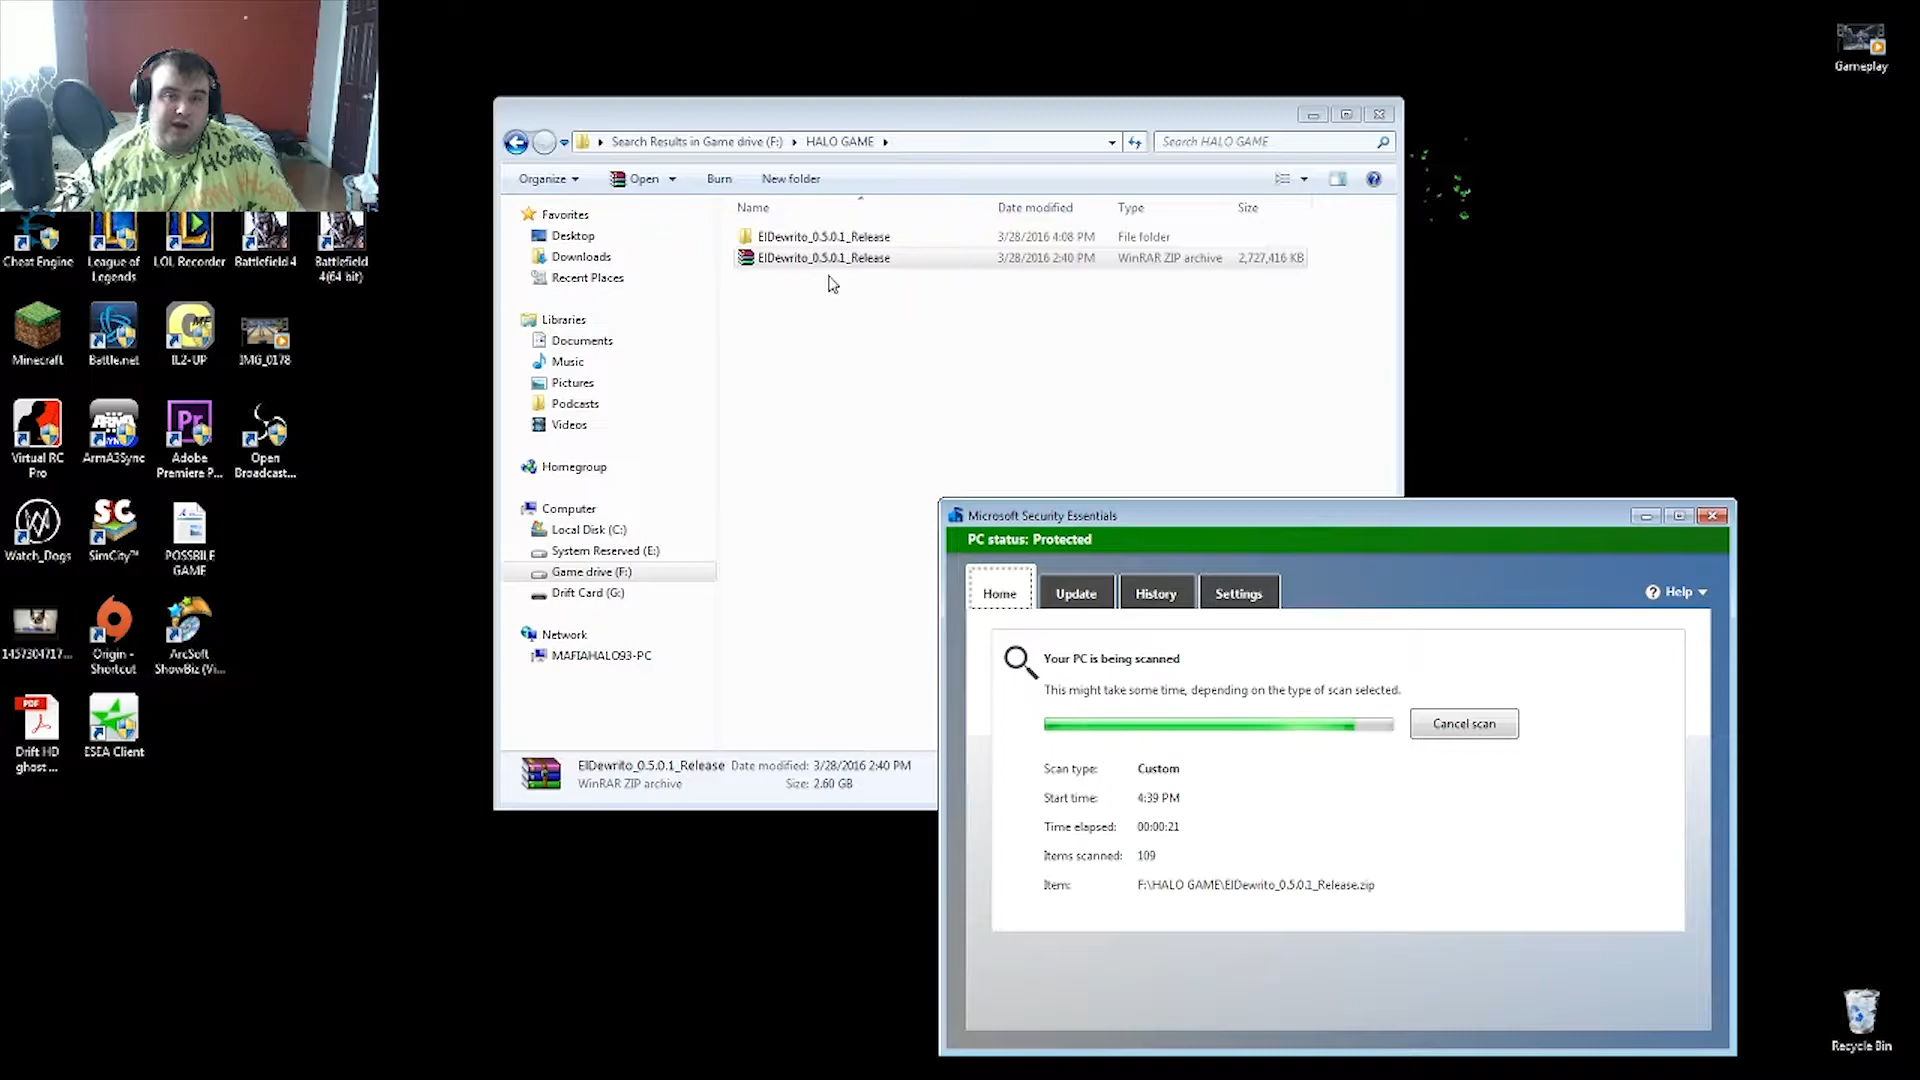 Gameplay
Cheat Engine
League of
Legends
LOL Recorder
Battlefield 4
Battlefield
4(64 bit)
Minecraft
Battle.net
IL2-UP
IMG_0178
Virtual RC
Pro
ArmA3Sync
Adobe
Premiere P...
Open
Broadcast...
Watch_Dogs
SimCity™
POSSBILE
GAME
1457304717...
Origin -
Shortcut
ArcSoft
ShowBiz (Vi...
Drift HD
ghost ...
ESEA Client
Search Results in Game drive (F:)
HALO GAME
Search HALO GAME
Organize
Open
Burn
New folder
Name
Date modified
Type
Size
ElDewrito_0.5.0.1_Release 3/28/2016 4:08 PM File folder
ElDewrito_0.5.0.1_Release 3/28/2016 2:40 PM WinRAR ZIP archive 2,727,416 KB
Favorites
Desktop
Downloads
Recent Places
Libraries
Documents
Music
Pictures
Podcasts
Videos
Homegroup
Computer
Local Disk (C:)
System Reserved (E:)
Game drive (F:)
Drift Card (G:)
Network
MAFIAHALO93-PC
ElDewrito_0.5.0.1_Release Date modified: 3/28/2016 2:40 PM
WinRAR ZIP archive Size: 2.60 GB
Microsoft Security Essentials
PC status: Protected
Home
Update
History
Settings
Help
Your PC is being scanned
This might take some time, depending on the type of scan selected.
Cancel scan
Scan type: Custom
Start time: 4:39 PM
Time elapsed: 00:00:21
Items scanned: 109
Item: F:\HALO GAME\ElDewrito_0.5.0.1_Release.zip
Recycle Bin